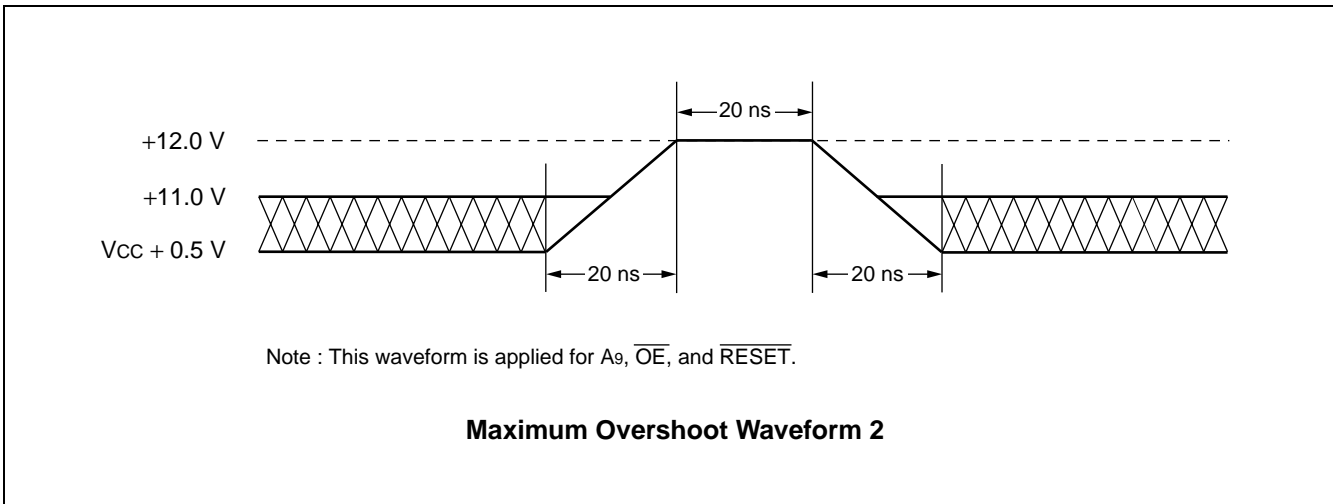 20 ns
+12.0 V
+11.0 V
VCC + 0.5 V
20 ns
20 ns
Note : This waveform is applied for A9, OE, and RESET.
Maximum Overshoot Waveform 2